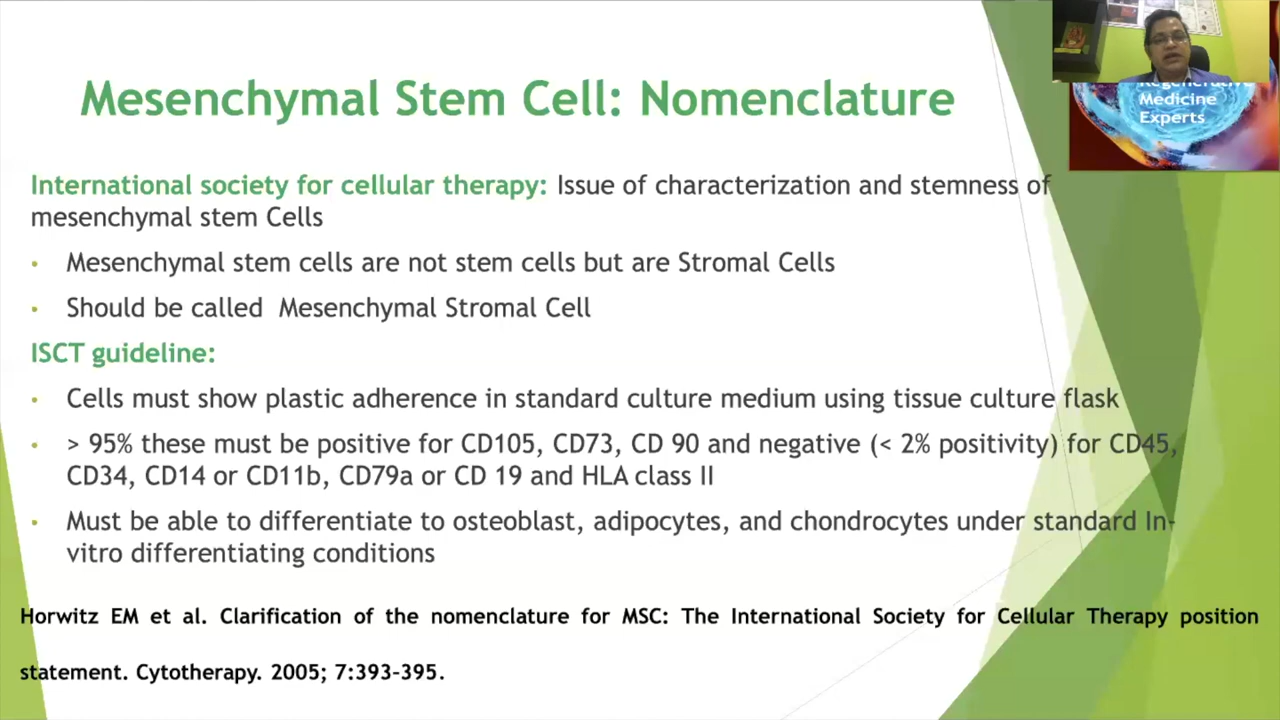 Mesenchymal Stem Cell: Nomenclature
Medicine
Experts
International society for cellular therapy: Issue of characterization and stemness of
mesenchymal stem Cells
• Mesenchymal stem cells are not stem cells but are Stromal Cells
• Should be called Mesenchymal Stromal Cell
ISCT guideline:
• Cells must show plastic adherence in standard culture medium using tissue culture flask
• > 95% these must be positive for CD105, CD73, CD 90 and negative (< 2% positivity) for CD45,
CD34, CD14 or CD11b, CD79a or CD 19 and HLA class II
• Must be able to differentiate to osteoblast, adipocytes, and chondrocytes under standard In-
vitro differentiating conditions
Horwitz EM et al. Clarification of the nomenclature for MSC: The International Society for Cellular Therapy position
statement. Cytotherapy. 2005; 7:393–395.